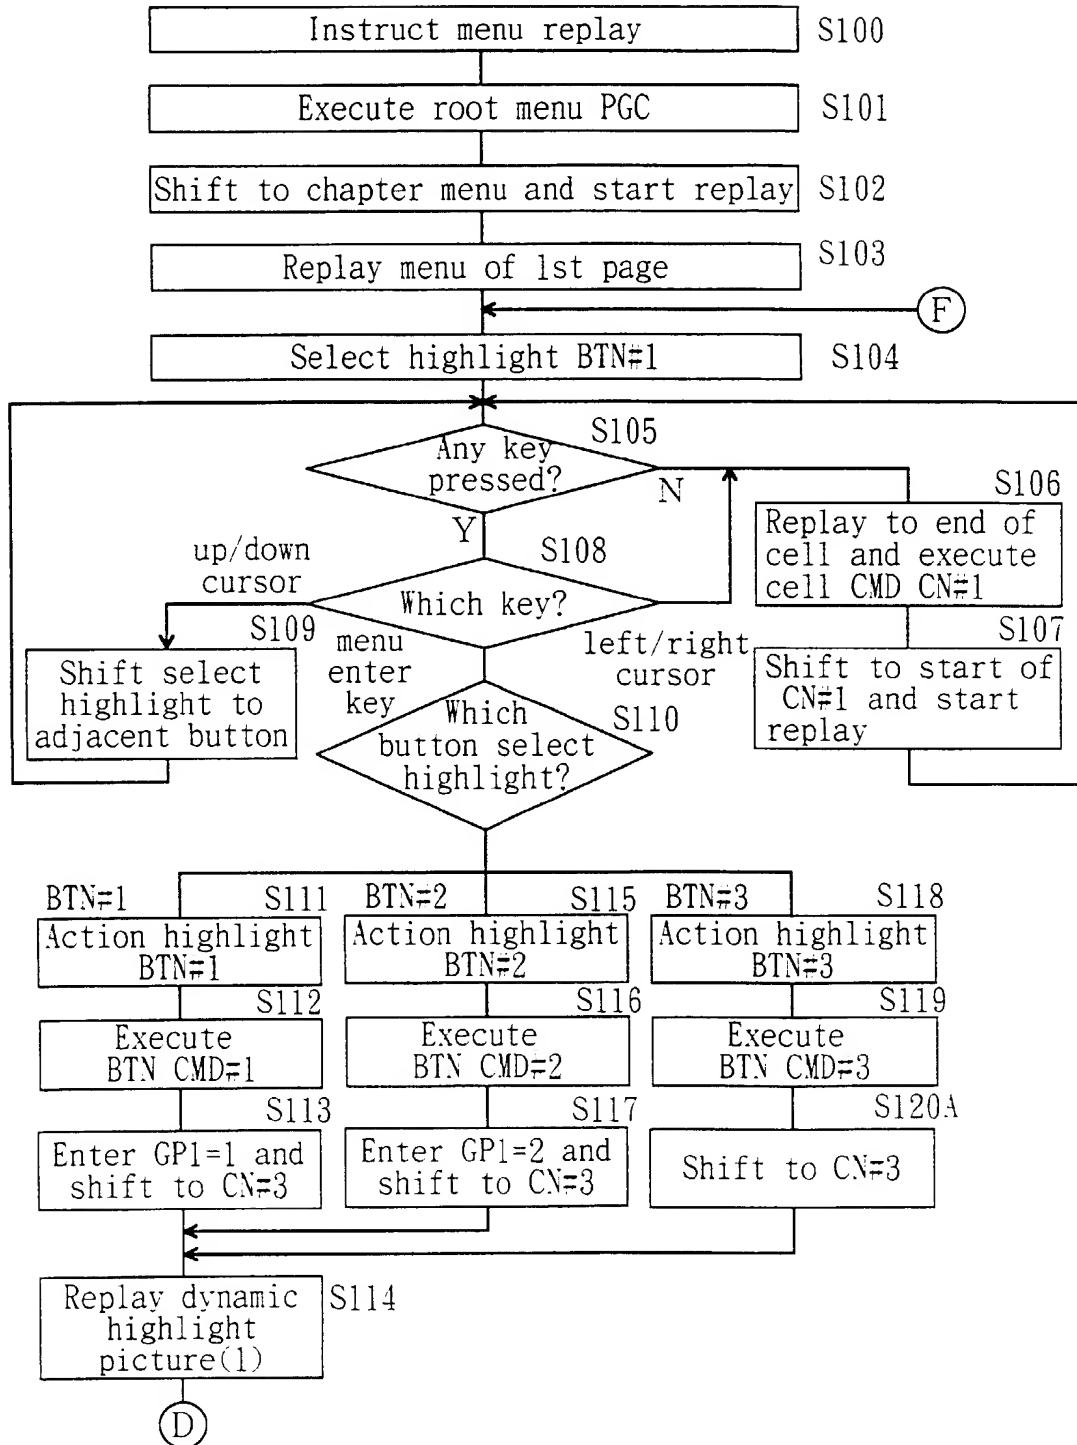 Instruct menu replay
S100
Execute root menu PGC
S101
Shift to chapter menu and start replay
S102
Replay menu of 1st page
S103
F
Select highlight BTN#1
S104
S105
Any key
pressed?
N
Y
S106
Replay to end of
cell and execute
cell CMD CN#1
up/down
cursor
S108
Which key?
S109
menu
enter
key
left/right
cursor
S107
Shift to start of
CN#1 and start
replay
Shift select
highlight to
adjacent button
S110
Which
button select
highlight?
BTN#1
S111
Action highlight
BTN#1
BTN#2
S115
Action highlight
BTN#2
BTN#3
S118
Action highlight
BTN#3
S112
Execute
BTN CMD#1
S116
Execute
BTN CMD#2
S119
Execute
BTN CMD#3
S113
Enter GP1=1 and
shift to CN#3
S117
Enter GP1=2 and
shift to CN#3
S120A
Shift to CN#3
Replay dynamic
highlight
picture(1)
S114
D